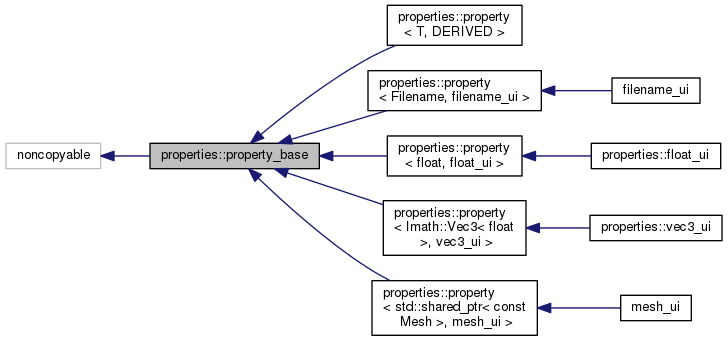 properties::property
< T, DERIVED >
properties::property
< Filename, filename_ui >
filename_ui
noncopyable
properties::property_base
properties::property
< float, float_ui >
properties::float_ui
properties::property
< Imath::Vec3< float
>, vec3_ui >
properties::vec3_ui
properties::property
< std::shared_ptr< const
Mesh >, mesh_ui >
mesh_ui